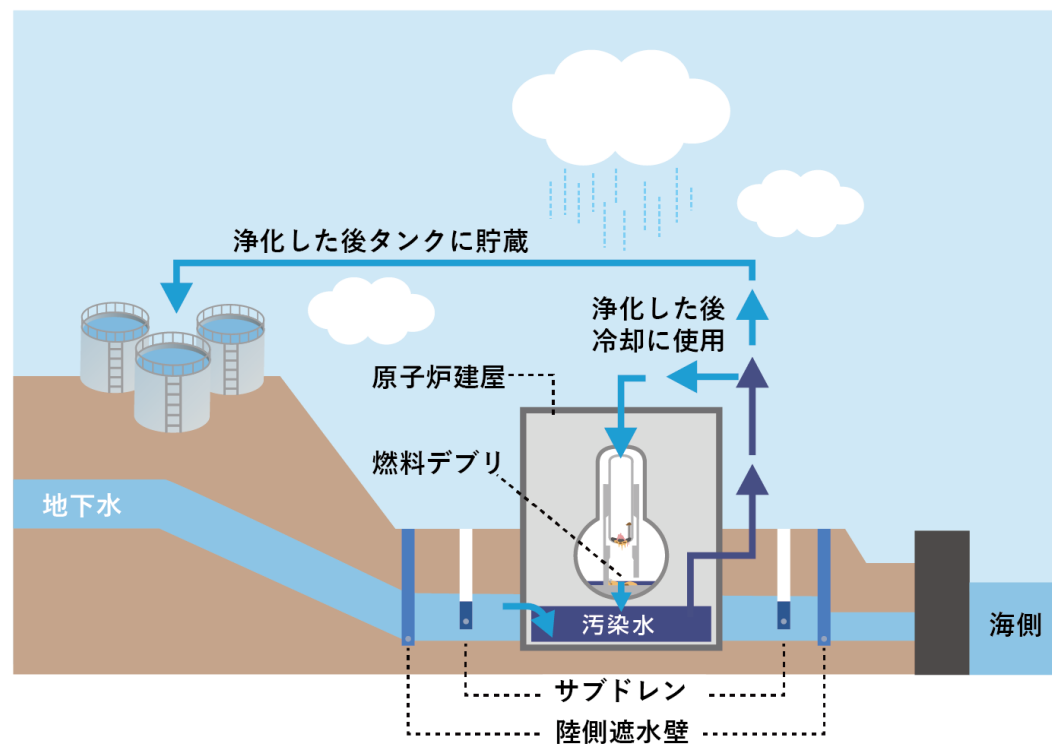 浄化した後タンクに貯蔵
浄化した後
冷却に使用
原子炉建屋
燃料デブリ
地下水
汚染水
海側
サブドレン
陸側遮水壁